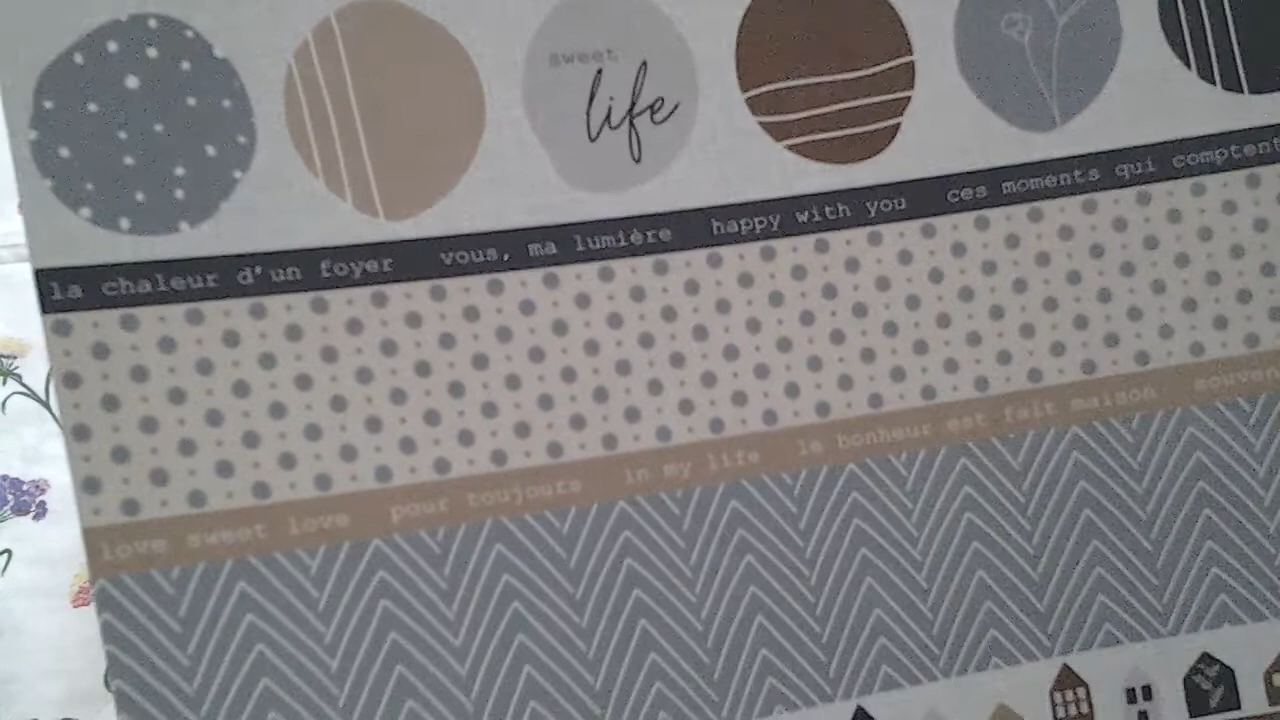 sweet
life
la chaleur d'un foyer vous, ma lumière happy with you ces moments qui comptent
love sweet love pour toujours in my life le bonheur est fait maison